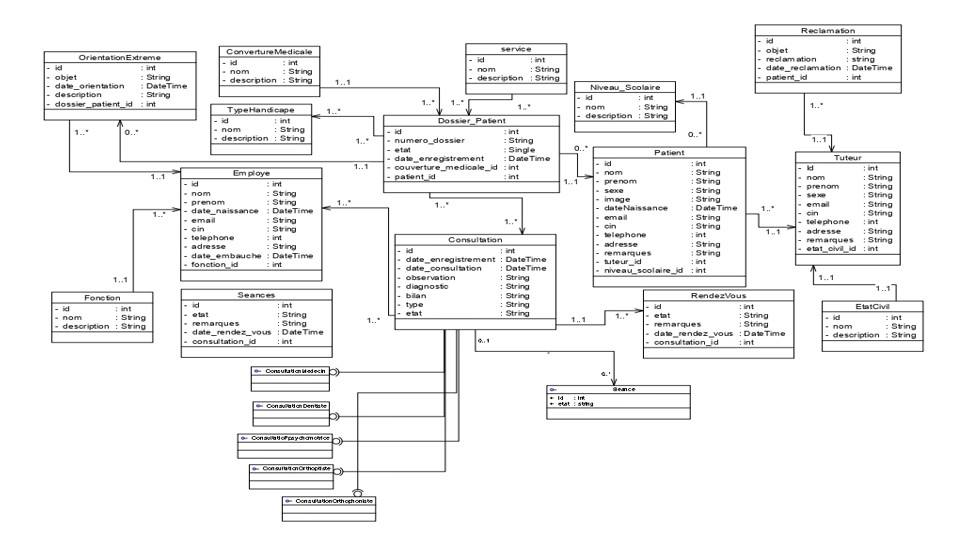 Reclamation
- id : int
- objet : String
- reclamation : string
- date_reclamation : DateTime
- patient_id : int
OrientationExtreme
- id : int
- objet : String
- date_orientation : DateTime
- description : String
- dossier_patient_id : int
ConvertureMedicale
- id : int
- nom : String
- description : String
service
- id : int
- nom : String
- description : String
Niveau_Scolaire
- id : int
- nom : String
- description : String
TypeHandicape
- id : int
- nom : String
- description : String
Dossier_Patient
- id : int
- numero_dossier : String
- etat : Single
- date_enregistrement : DateTime
- couverture_medicale_id : int
- patient_id : int
Patient
- id : int
- nom : String
- prenom : String
- sexe : String
- image : String
- dateNaissance : DateTime
- email : String
- cin : String
- telephone : int
- adresse : String
- remarques : String
- tuteur_id : int
- niveau_scolaire_id : int
Tuteur
- Id : int
- nom : String
- prenom : String
- sexe : String
- email : String
- cin : String
- telephone : int
- adresse : String
- remarques : String
- etat_civil_id : int
Employe
- id : int
- nom : String
- prenom : String
- date_naissance : DateTime
- email : String
- cin : String
- telephone : int
- adresse : String
- date_embauche : DateTime
- fonction_id : int
Consultation
- id : int
- date_enregistrement : DateTime
- date_consultation : DateTime
- observation : String
- diagnostic : String
- bilan : String
- type : String
- etat : String
Fonction
- id : int
- nom : String
- description : String
Seances
- id : int
- etat : String
- remarques : String
- date_rendez_vous : DateTime
- consultation_id : int
RendezVous
- id : int
- etat : String
- remarques : String
- date_rendez_vous : DateTime
- consultation_id : int
EtatCivil
- id : int
- nom : String
- description : String
ConsultationMedecin
ConsultationDentiste
ConsultatioPpsychomotrice
ConsultationOrthoptiste
ConsultationOrthophoniste
Seance
+ id : int
+ etat : string
1..1
1..*
1..*
1..*
1..1
1..*
1..*
1..*
0..*
1..*
1..1
1..1
0..*
1..1
0..*
1..1
1..*
1..1
1..*
1..*
1..*
1..1
1..*
1..*
1..1
1..1
1..1
1..1
1..*
0..1
0..*